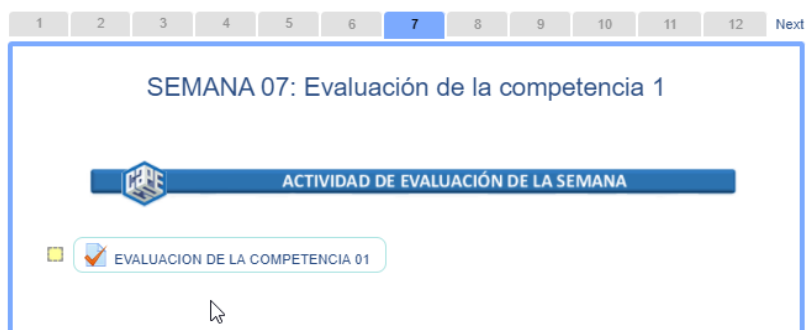 1 2 3 4 5 6 7 8 9 10 11 12 Next
SEMANA 07: Evaluación de la competencia 1
ACTIVIDAD DE EVALUACIÓN DE LA SEMANA
EVALUACION DE LA COMPETENCIA 01